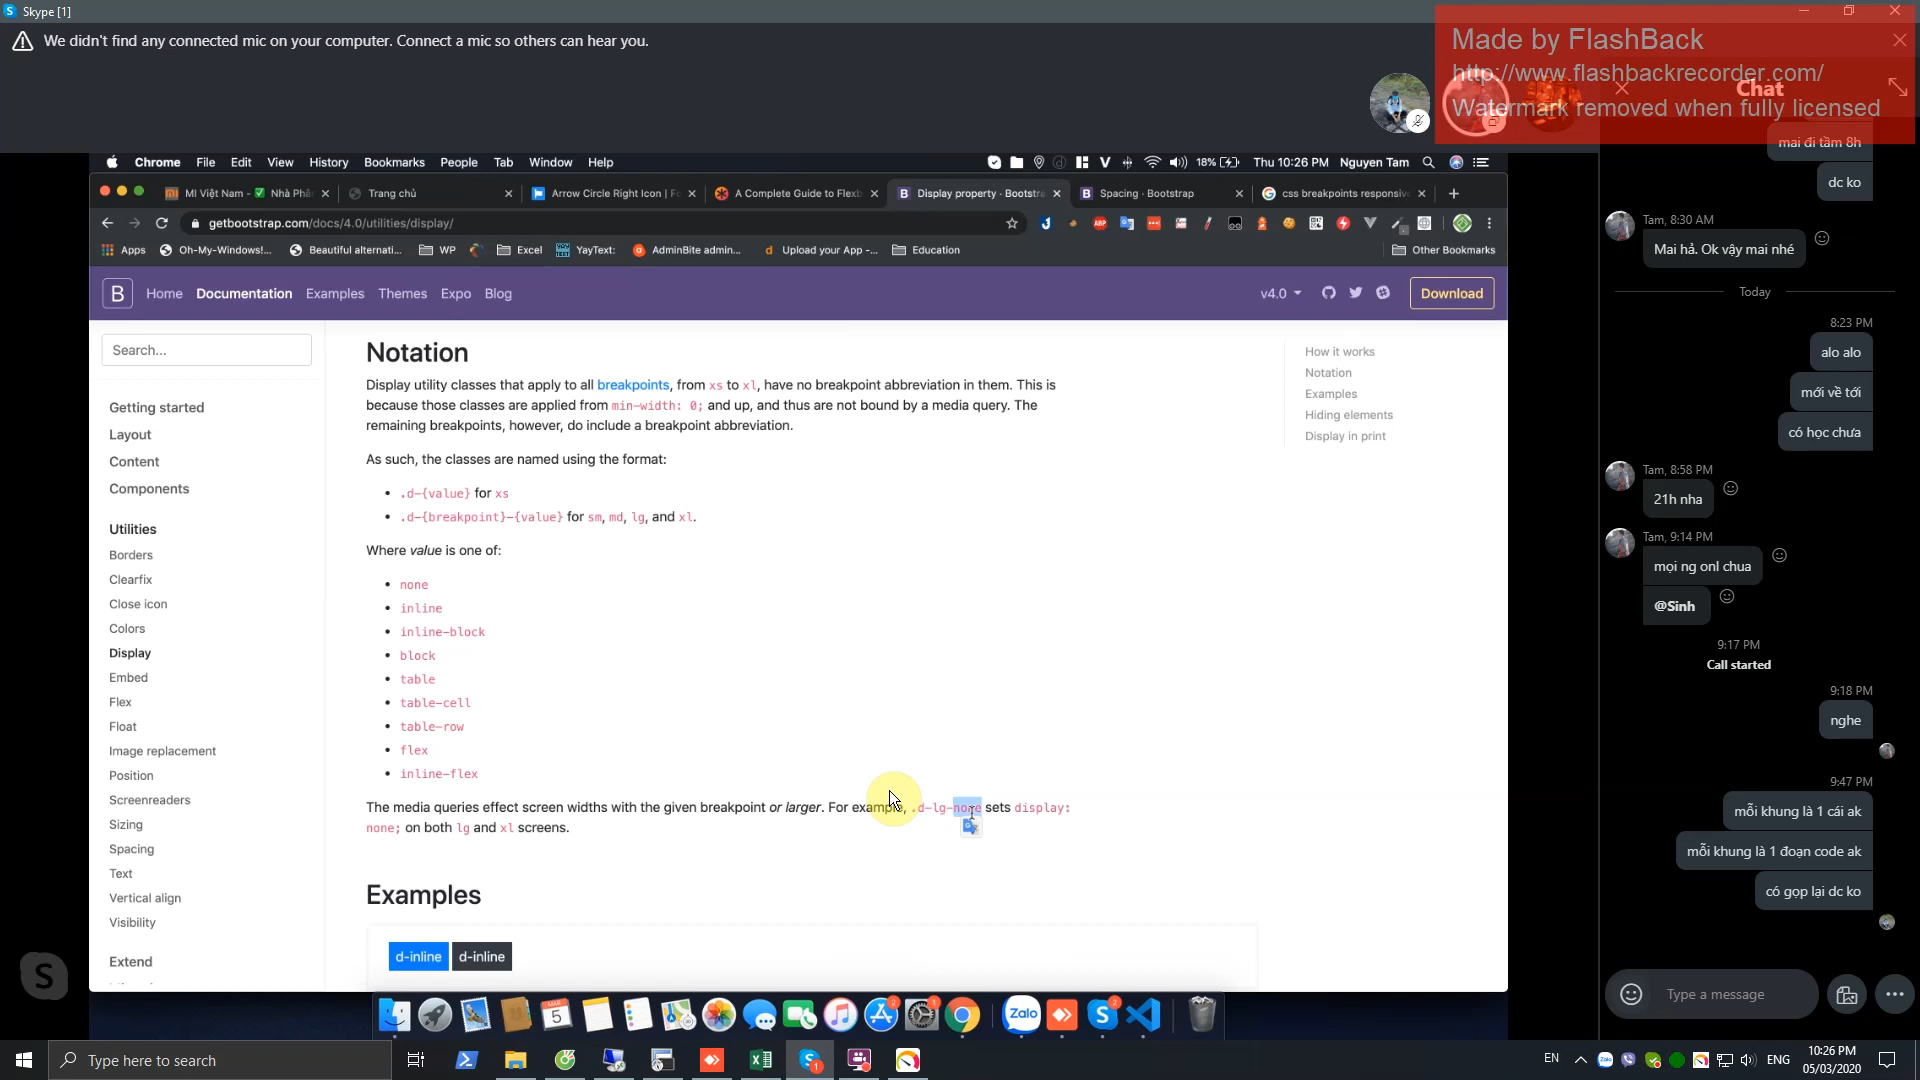 Skype [1]
We didn't find any connected mic on your computer. Connect a mic so others can hear you.
Made by FlashBack
http://www.flashbackrecorder.com/
Watermark removed when fully licensed
Chat
Chrome File Edit View History Bookmarks People Tab Window Help
18% Thu 10:26 PM Nguyen Tam
MI Việt Nam - ✅ Nhà Phân
Trang chủ
Arrow Circle Right Icon | Fo
A Complete Guide to Flexb
Display property · Bootstra
Spacing · Bootstrap
css breakpoints responsive
getbootstrap.com/docs/4.0/utilities/display/
Apps Oh-My-Windows!... Beautiful alternati... WP Excel YayText: AdminBite admin... Upload your App -... Education Other Bookmarks
B Home Documentation Examples Themes Expo Blog v4.0 Download
Search...
Getting started
Layout
Content
Components
Utilities
Borders
Clearfix
Close icon
Colors
Display
Embed
Flex
Float
Image replacement
Position
Screenreaders
Sizing
Spacing
Text
Vertical align
Visibility
Extend
Notation
Display utility classes that apply to all breakpoints, from xs to xl, have no breakpoint abbreviation in them. This is
because those classes are applied from min-width: 0; and up, and thus are not bound by a media query. The
remaining breakpoints, however, do include a breakpoint abbreviation.
As such, the classes are named using the format:
• .d-{value} for xs
• .d-{breakpoint}-{value} for sm, md, lg, and xl.
Where value is one of:
• none
• inline
• inline-block
• block
• table
• table-cell
• table-row
• flex
• inline-flex
The media queries effect screen widths with the given breakpoint or larger. For example, .d-lg-none sets display:
none; on both lg and xl screens.
Examples
d-inline d-inline
How it works
Notation
Examples
Hiding elements
Display in print
mai đi tầm 8h
dc ko
Tam, 8:30 AM
Mai hả. Ok vậy mai nhé
Today
8:23 PM
alo alo
mới về tới
có học chưa
Tam, 8:58 PM
21h nha
Tam, 9:14 PM
mọi ng onl chua
@Sinh
9:17 PM
Call started
9:18 PM
nghe
9:47 PM
mỗi khung là 1 cái ak
mỗi khung là 1 đoạn code ak
có gọp lại dc ko
Type a message
MAR
5
Zalo
Type here to search
EN
ENG
10:26 PM
05/03/2020